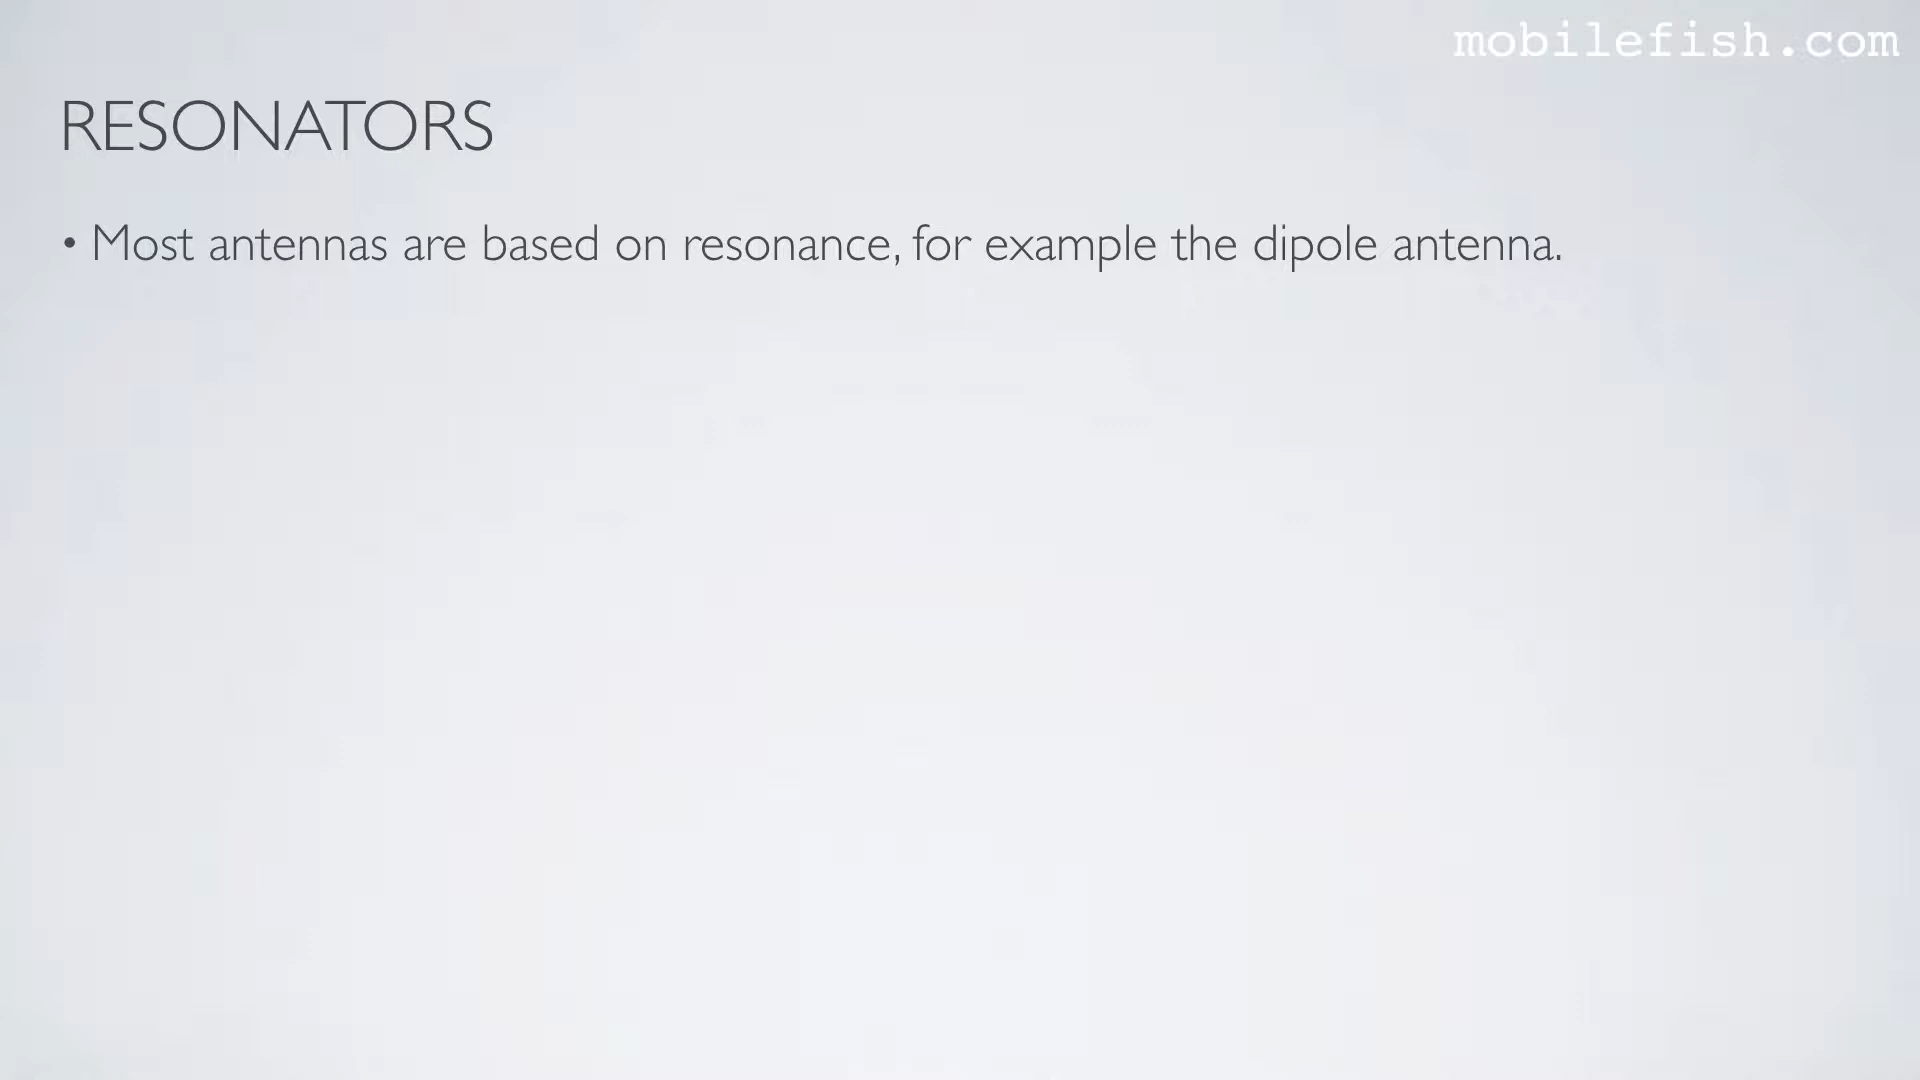 mobilefish.com
RESONATORS
• Most antennas are based on resonance, for example the dipole antenna.